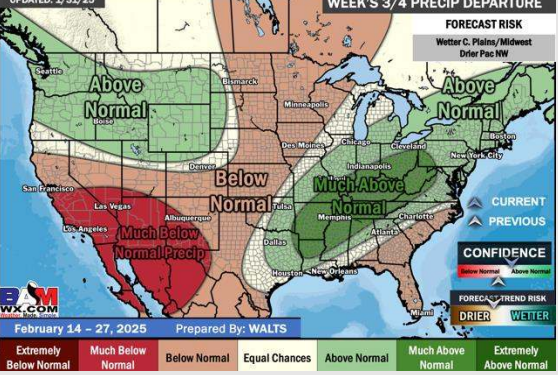 UPDATED: 1/31/25
WEEK'S 3/4 PRECIP DEPARTURE
FORECAST RISK
Wetter C. Plains/Midwest
Drier Pac NW
Seattle
Above
Normal
Boise
Bismarck
Minneapolis
Above
Normal
Boston
New York City
Cleveland
Chicago
Des Moines
Indianapolis
Denver
Below
Normal
San Francisco
Las Vegas
Los Angeles
Albuquerque
Much Below
Normal Precip
Tulsa
Much Above
Normal
Memphis
Charlotte
Atlanta
Dallas
Houston
New Orleans
Miami
CURRENT
PREVIOUS
CONFIDENCE
Below Normal
Above Normal
FORECAST TREND RISK
DRIER
WETTER
BAM
WX.COM
Weather. Made. Simple.
February 14 – 27, 2025
Prepared By: WALTS
Extremely
Below Normal
Much Below
Normal
Below Normal
Equal Chances
Above Normal
Much Above
Normal
Extremely
Above Normal